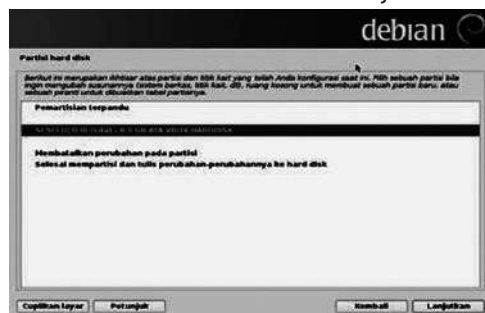 debian
Partisi hard disk
Berikut ini merupakan ikhtisar atas partisi dan titik kait yang telah Anda konfigurasi saat ini. Pilih sebuah partisi bila
ingin mengubah susunannya (sistem berkas, titik kait, dll), ruang kosong untuk membuat sebuah partisi baru, atau
sebuah piranti untuk dibuatkan tabel partisinya.
Pemartisian terpandu
HARDDISK
Membatalkan perubahan pada partisi
Selesai mempartisi dan tulis perubahan-perubahannya ke hard disk
Cuplikan layar
Petunjuk
Kembali
Lanjutkan